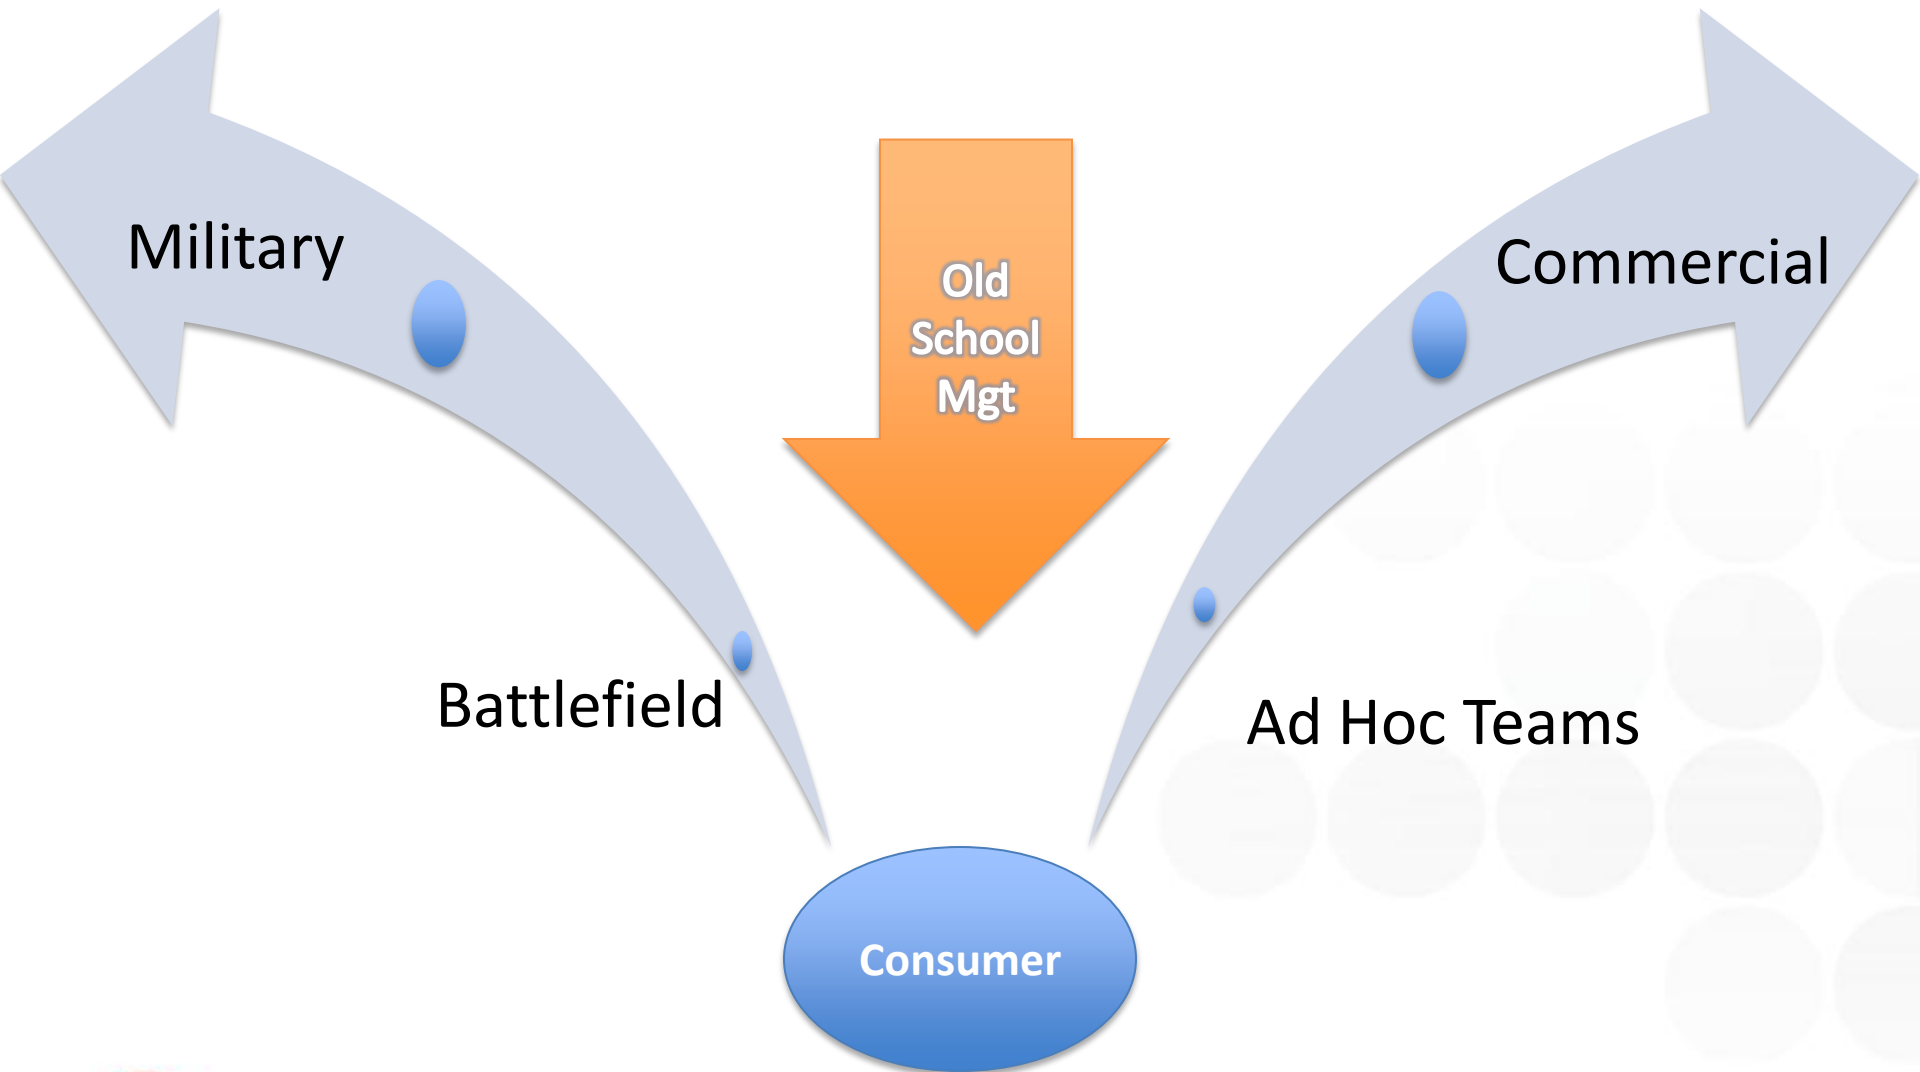 Military
Commercial
Old
School
Mgt
Battlefield
Ad Hoc Teams
Consumer